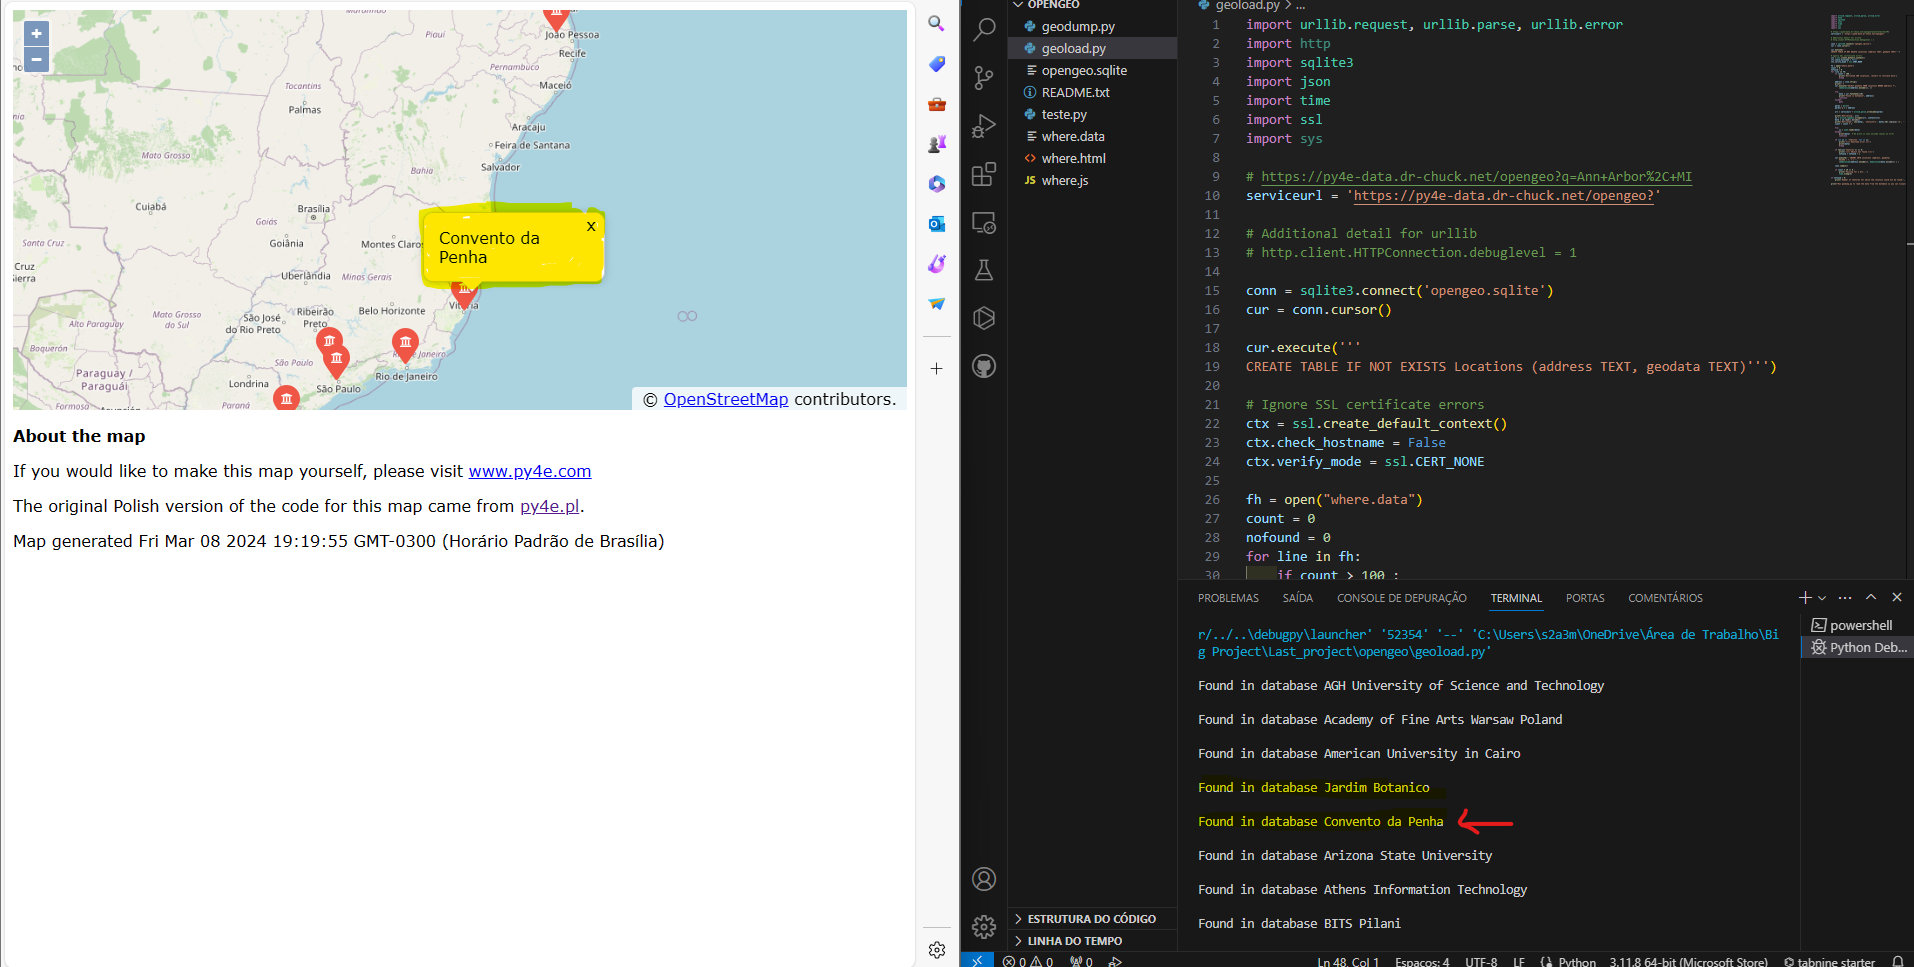 +
−
Piauí
João Pessoa
Recife
Pernambuco
Maceió
Tocantins
Palmas
Aracaju
Feira de Santana
Mato Grosso
Salvador
Bahia
Cuiabá
Brasília
Goiás
Santa Cruz
Goiânia
Montes Claros
Cruz
Sierra
Uberlândia
Minas Gerais
x
Convento da
Penha
Vitória
Mato Grosso
do Sul
São José
do Rio Preto
Ribeirão
Preto
Belo Horizonte
Alto Paraguay
Boquerón
São Paulo
Rio de Janeiro
Rio de Janeiro
Paraguay /
Paraguái
Londrina
São Paulo
Formosa
Paraná
© OpenStreetMap contributors.
About the map
If you would like to make this map yourself, please visit www.py4e.com
The original Polish version of the code for this map came from py4e.pl.
Map generated Fri Mar 08 2024 19:19:55 GMT-0300 (Horário Padrão de Brasília)
OPENGEO
geodump.py
geoload.py
opengeo.sqlite
README.txt
teste.py
where.data
where.html
JS where.js
ESTRUTURA DO CÓDIGO
LINHA DO TEMPO
geoload.py > ...
1 import urllib.request, urllib.parse, urllib.error
2 import http
3 import sqlite3
4 import json
5 import time
6 import ssl
7 import sys
8
9 # https://py4e-data.dr-chuck.net/opengeo?q=Ann+Arbor%2C+MI
10 serviceurl = 'https://py4e-data.dr-chuck.net/opengeo?'
11
12 # Additional detail for urllib
13 # http.client.HTTPConnection.debuglevel = 1
14
15 conn = sqlite3.connect('opengeo.sqlite')
16 cur = conn.cursor()
17
18 cur.execute('''
19 CREATE TABLE IF NOT EXISTS Locations (address TEXT, geodata TEXT)''')
20
21 # Ignore SSL certificate errors
22 ctx = ssl.create_default_context()
23 ctx.check_hostname = False
24 ctx.verify_mode = ssl.CERT_NONE
25
26 fh = open("where.data")
27 count = 0
28 nofound = 0
29 for line in fh:
30 if count > 100 :
PROBLEMAS SAÍDA CONSOLE DE DEPURAÇÃO TERMINAL PORTAS COMENTÁRIOS
r/../..\debugpy\launcher' '52354' '--' 'C:\Users\s2a3m\OneDrive\Área de Trabalho\Bi
g Project\Last_project\opengeo\geoload.py'
Found in database AGH University of Science and Technology
Found in database Academy of Fine Arts Warsaw Poland
Found in database American University in Cairo
Found in database Jardim Botanico
Found in database Convento da Penha
Found in database Arizona State University
Found in database Athens Information Technology
Found in database BITS Pilani
powershell
Python Deb...
0 0 0 Ln 48, Col 1 Espaços: 4 UTF-8 LF Python 3.11.8 64-bit (Microsoft Store) tabnine starter